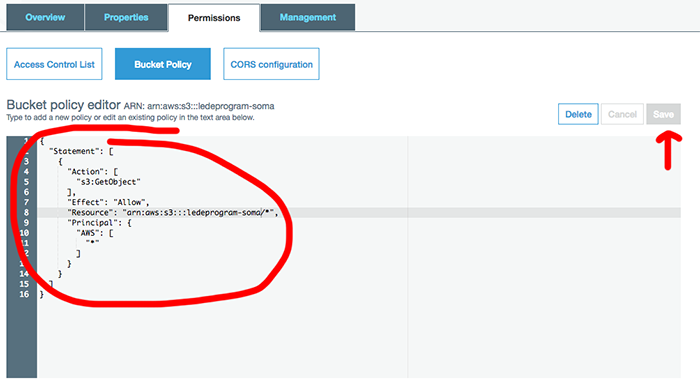 Overview Properties Permissions Management
Access Control List Bucket Policy CORS configuration
Bucket policy editor ARN: arn:aws:s3:::ledeprogram-soma
Type to add a new policy or edit an existing policy in the text area below.
Delete Cancel Save
1 {
2 "Statement": [
3 {
4 "Action": [
5 "s3:GetObject"
6 ],
7 "Effect": "Allow",
8 "Resource": "arn:aws:s3:::ledeprogram-soma/*",
9 "Principal": {
10 "AWS": [
11 "*"
12 ]
13 }
14 }
15 ]
16 }